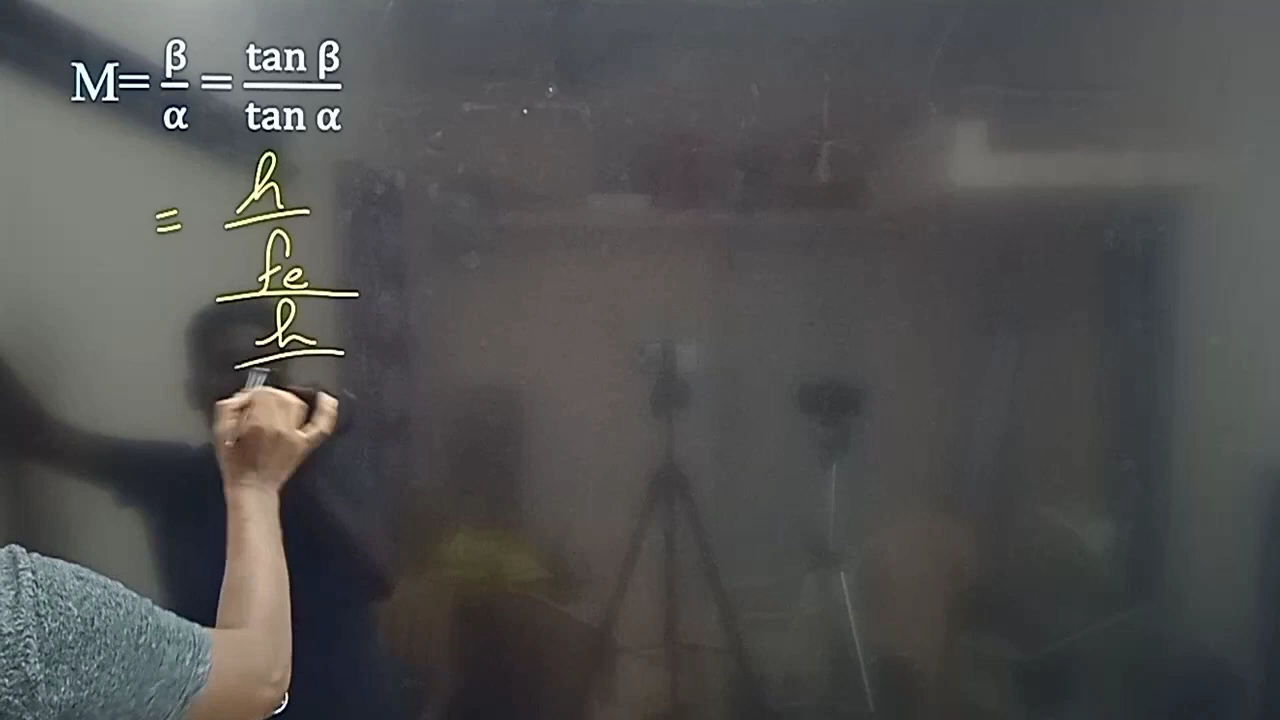 M= β/α = tan β/tan α
= h/fe
h